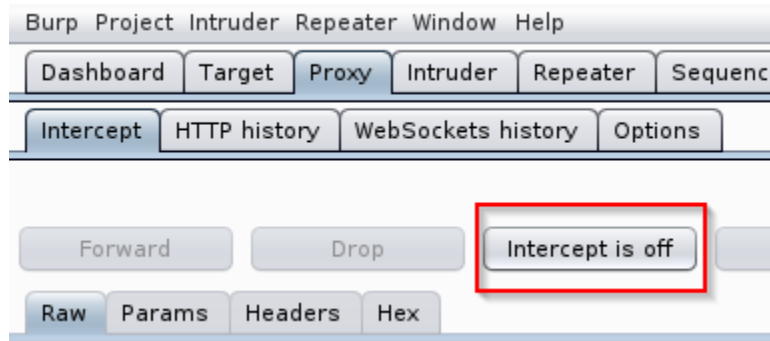 Burp Project Intruder Repeater Window Help
Dashboard Target Proxy Intruder Repeater Sequenc
Intercept HTTP history WebSockets history Options
Forward Drop Intercept is off
Raw Params Headers Hex